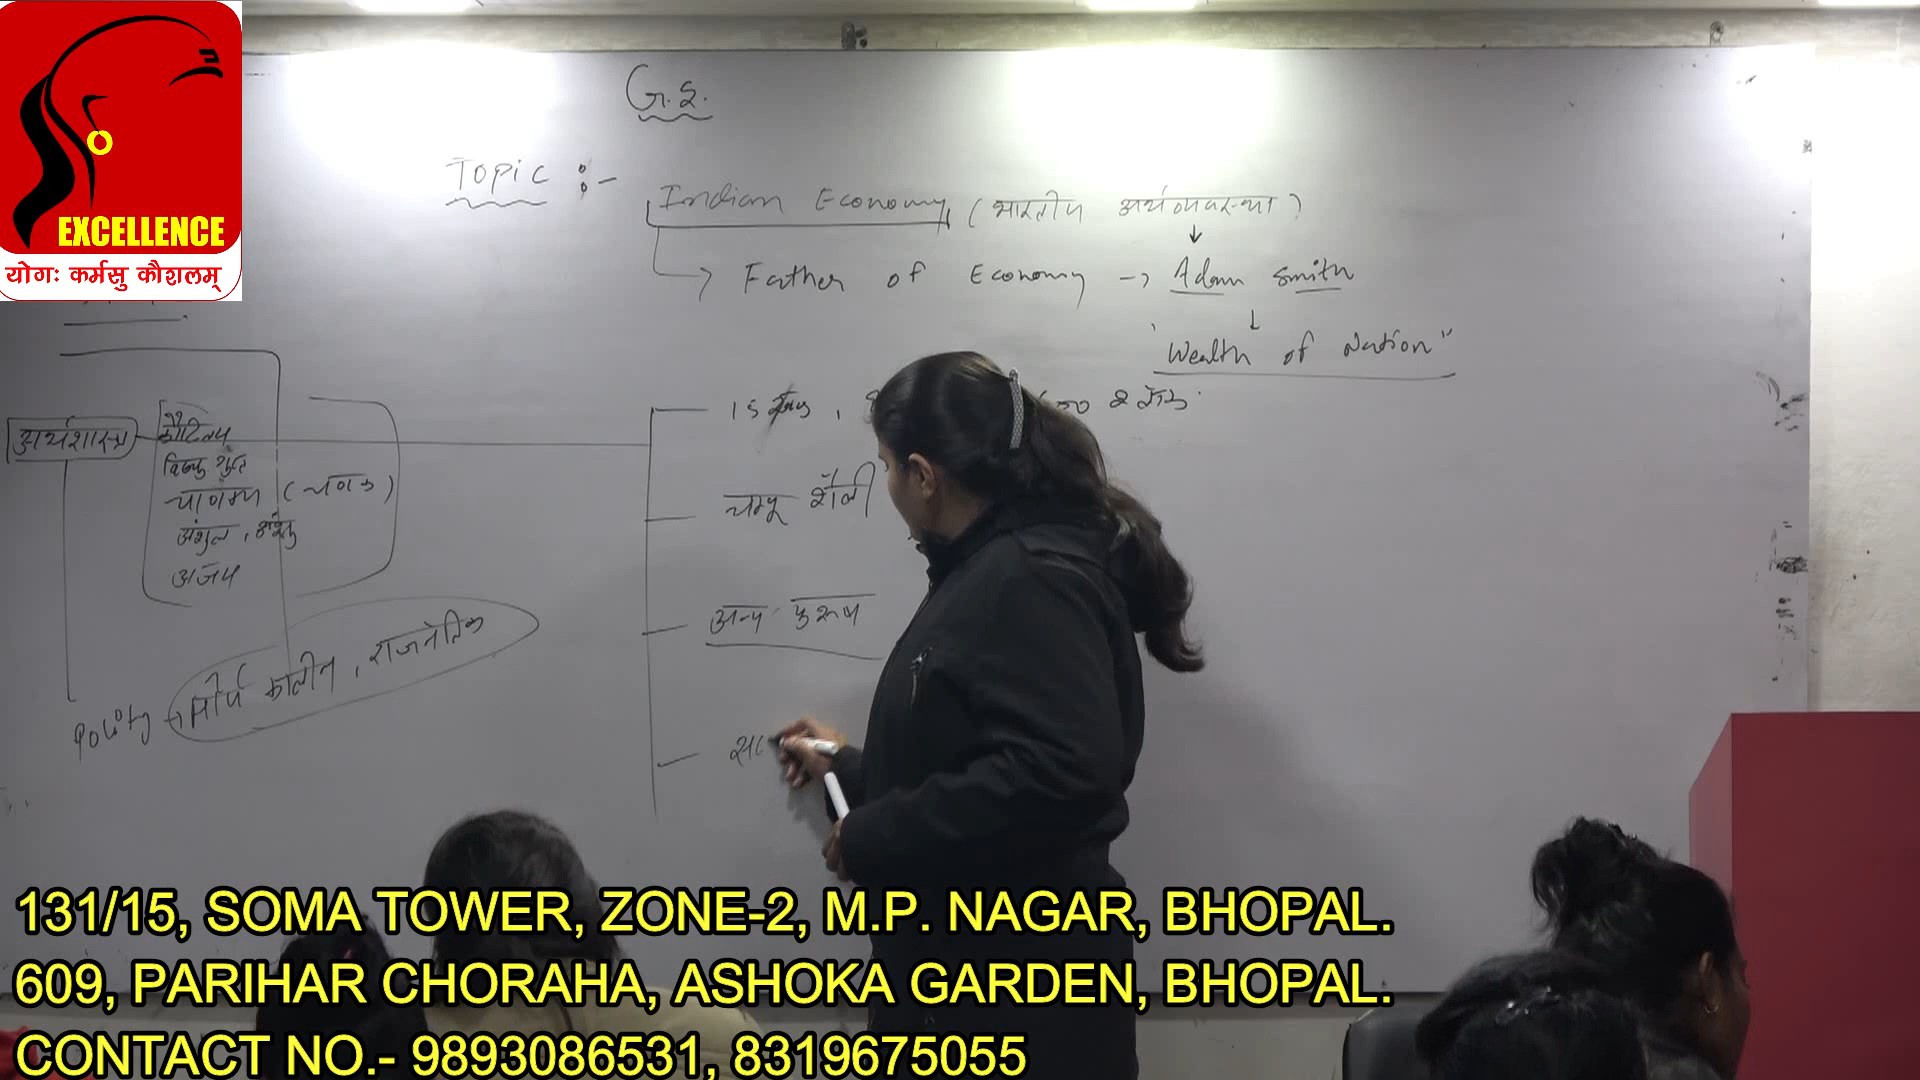 EXCELLENCE
योगः कर्मसु कौशलम्
G.S.
Topic :-
Indian Economy (भारतीय अर्थव्यवस्था)
Father of Economy → Adam Smith
"Wealth of Nation"
अर्थशास्त्र
कौटिल्य
विष्णु गुप्त
चाणक्य (चणक)
अंशुल,
Polity → मौर्य कालीन, राजनैतिक
15
चम्पू शैली
अन्य पुरुष
131/15, SOMA TOWER, ZONE-2, M.P. NAGAR, BHOPAL.
609, PARIHAR CHORAHA, ASHOKA GARDEN, BHOPAL.
CONTACT NO.- 9893086531, 8319675055